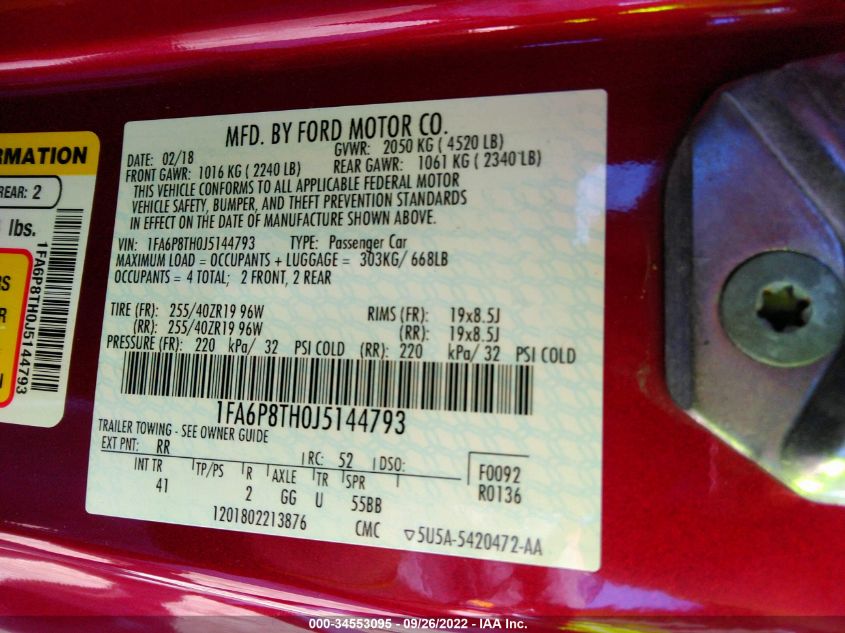 RMATION
REAR: 2
lbs.
1FA6P8TH0J5144793
RS
R
N
MFD. BY FORD MOTOR CO.
DATE: 02/18 GVWR: 2050 KG ( 4520 LB)
FRONT GAWR: 1016 KG ( 2240 LB) REAR GAWR: 1061 KG ( 2340 LB)
THIS VEHICLE CONFORMS TO ALL APPLICABLE FEDERAL MOTOR
VEHICLE SAFETY, BUMPER, AND THEFT PREVENTION STANDARDS
IN EFFECT ON THE DATE OF MANUFACTURE SHOWN ABOVE.
VIN: 1FA6P8TH0J5144793 TYPE: Passenger Car
MAXIMUM LOAD = OCCUPANTS + LUGGAGE = 303KG/ 668LB
OCCUPANTS = 4 TOTAL; 2 FRONT, 2 REAR
TIRE (FR): 255/40ZR19 96W RIMS (FR): 19x8.5J
(RR): 255/40ZR19 96W (RR): 19x8.5J
PRESSURE (FR): 220 kPa/ 32 PSI COLD (RR): 220 kPa/ 32 PSI COLD
1FA6P8TH0J5144793
TRAILER TOWING - SEE OWNER GUIDE
EXT PNT: RR RC: 52 DSO: F0092
INT TR TP/PS R AXLE TR SPR R0136
41 2 GG U 55BB
1201802213876 CMC ▽5U5A-5420472-AA
000-34553095 - 09/26/2022 - IAA Inc.